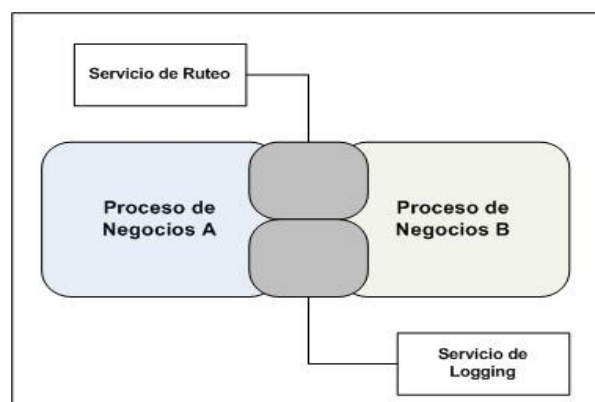 Servicio de Ruteo
Proceso de
Negocios A
Proceso de
Negocios B
Servicio de
Logging